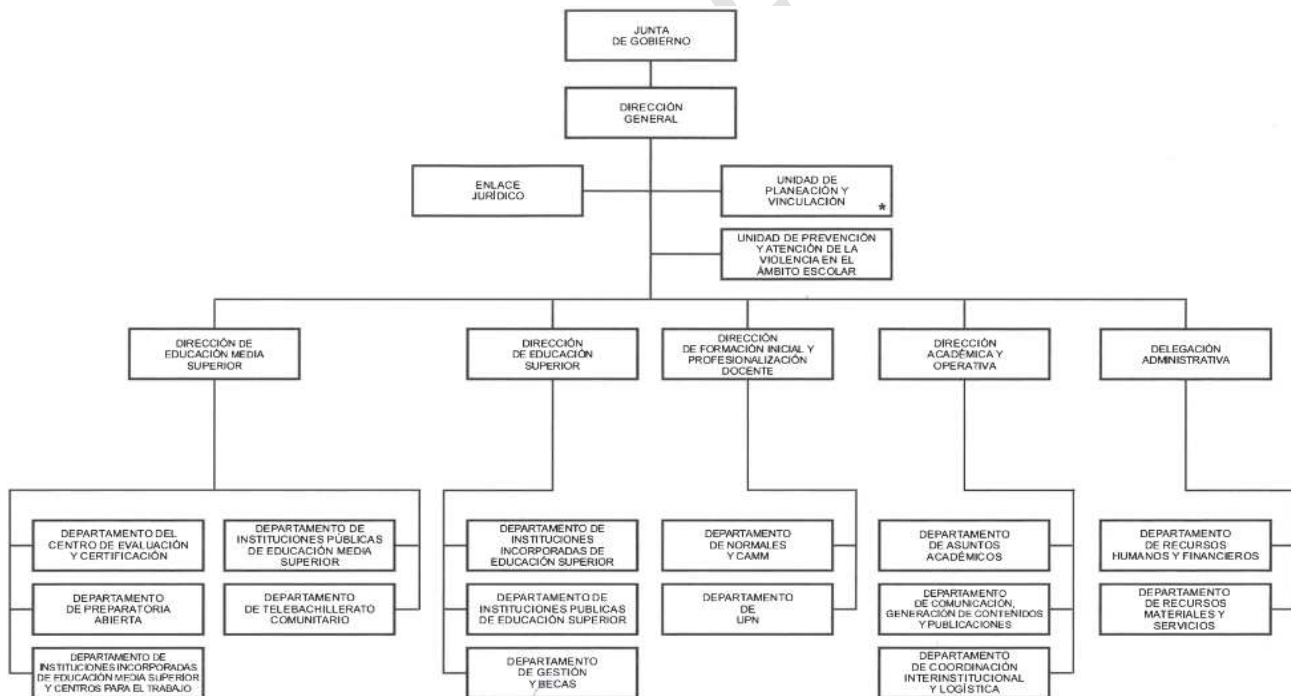 JUNTA
DE GOBIERNO
DIRECCIÓN
GENERAL
ENLACE
JURÍDICO
UNIDAD DE
PLANEACIÓN Y
VINCULACIÓN
*
UNIDAD DE PREVENCIÓN
Y ATENCIÓN DE LA
VIOLENCIA EN EL
ÁMBITO ESCOLAR
DIRECCIÓN DE
EDUCACIÓN MEDIA
SUPERIOR
DIRECCIÓN
DE EDUCACIÓN
SUPERIOR
DIRECCIÓN
DE FORMACIÓN INICIAL Y
PROFESIONALIZACIÓN
DOCENTE
DIRECCIÓN
ACADÉMICA Y
OPERATIVA
DELEGACIÓN
ADMINISTRATIVA
DEPARTAMENTO DEL
CENTRO DE EVALUACIÓN
Y CERTIFICACIÓN
DEPARTAMENTO DE
INSTITUCIONES PÚBLICAS
DE EDUCACIÓN MEDIA
SUPERIOR
DEPARTAMENTO DE
INSTITUCIONES
INCORPORADAS DE
EDUCACIÓN SUPERIOR
DEPARTAMENTO
DE NORMALES
Y CAMM
DEPARTAMENTO
DE ASUNTOS
ACADÉMICOS
DEPARTAMENTO
DE RECURSOS
HUMANOS Y FINANCIEROS
DEPARTAMENTO
DE PREPARATORIA
ABIERTA
DEPARTAMENTO
DE TELEBACHILLERATO
COMUNITARIO
DEPARTAMENTO DE
INSTITUCIONES PUBLICAS
DE EDUCACIÓN SUPERIOR
DEPARTAMENTO
DE
UPN
DEPARTAMENTO
DE COMUNICACIÓN,
GENERACIÓN DE CONTENIDOS
Y PUBLICACIONES
DEPARTAMENTO
DE RECURSOS
MATERIALES Y
SERVICIOS
DEPARTAMENTO DE
INSTITUCIONES INCORPORADAS
DE EDUCACIÓN MEDIA SUPERIOR
Y CENTROS PARA EL TRABAJO
DEPARTAMENTO
DE GESTIÓN
Y BECAS
DEPARTAMENTO
DE COORDINACIÓN
INTERINSTITUCIONAL
Y LOGÍSTICA